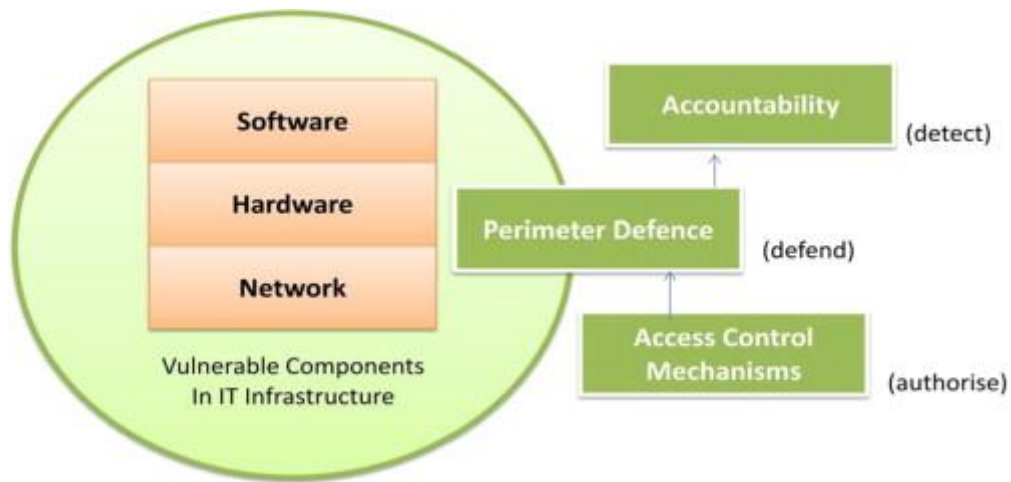 Software
Hardware
Network
Vulnerable Components
In IT Infrastructure
Accountability
(detect)
Perimeter Defence
(defend)
Access Control
Mechanisms
(authorise)